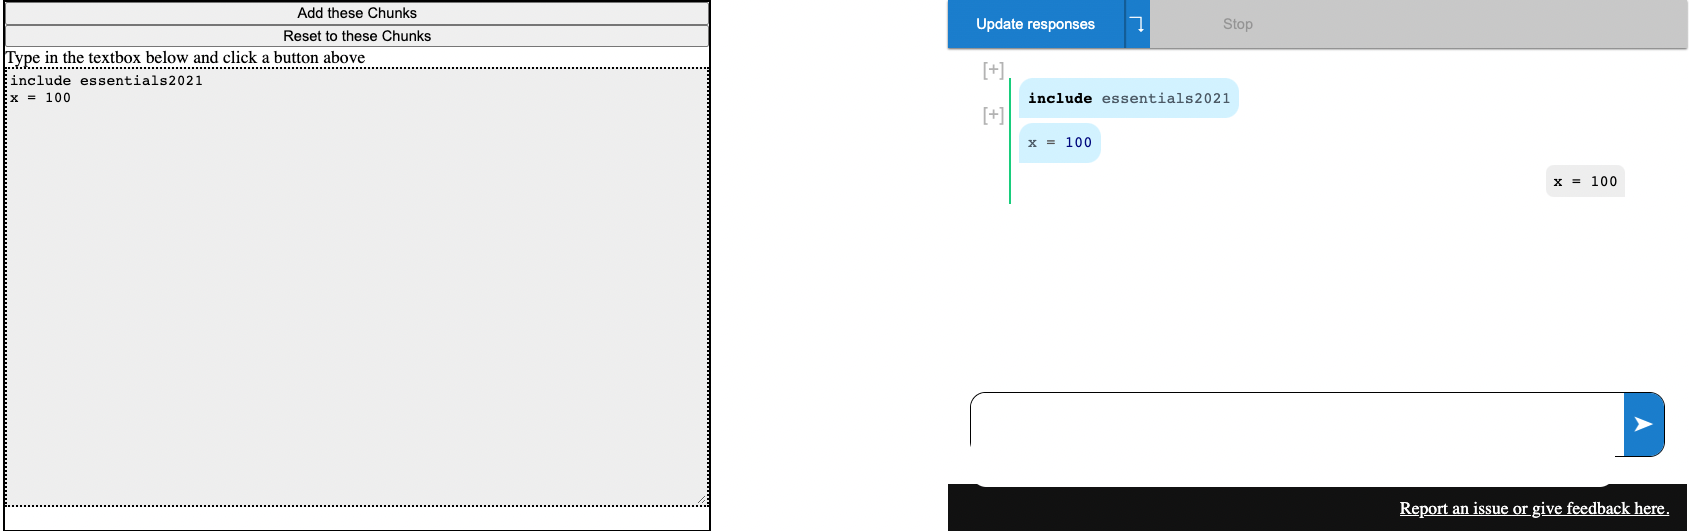 Add these Chunks
Reset to these Chunks
Type in the textbox below and click a button above
include essentials2021
x = 100
Update responses
Stop
[+]
include essentials2021
[+]
x = 100
x = 100
Report an issue or give feedback here.